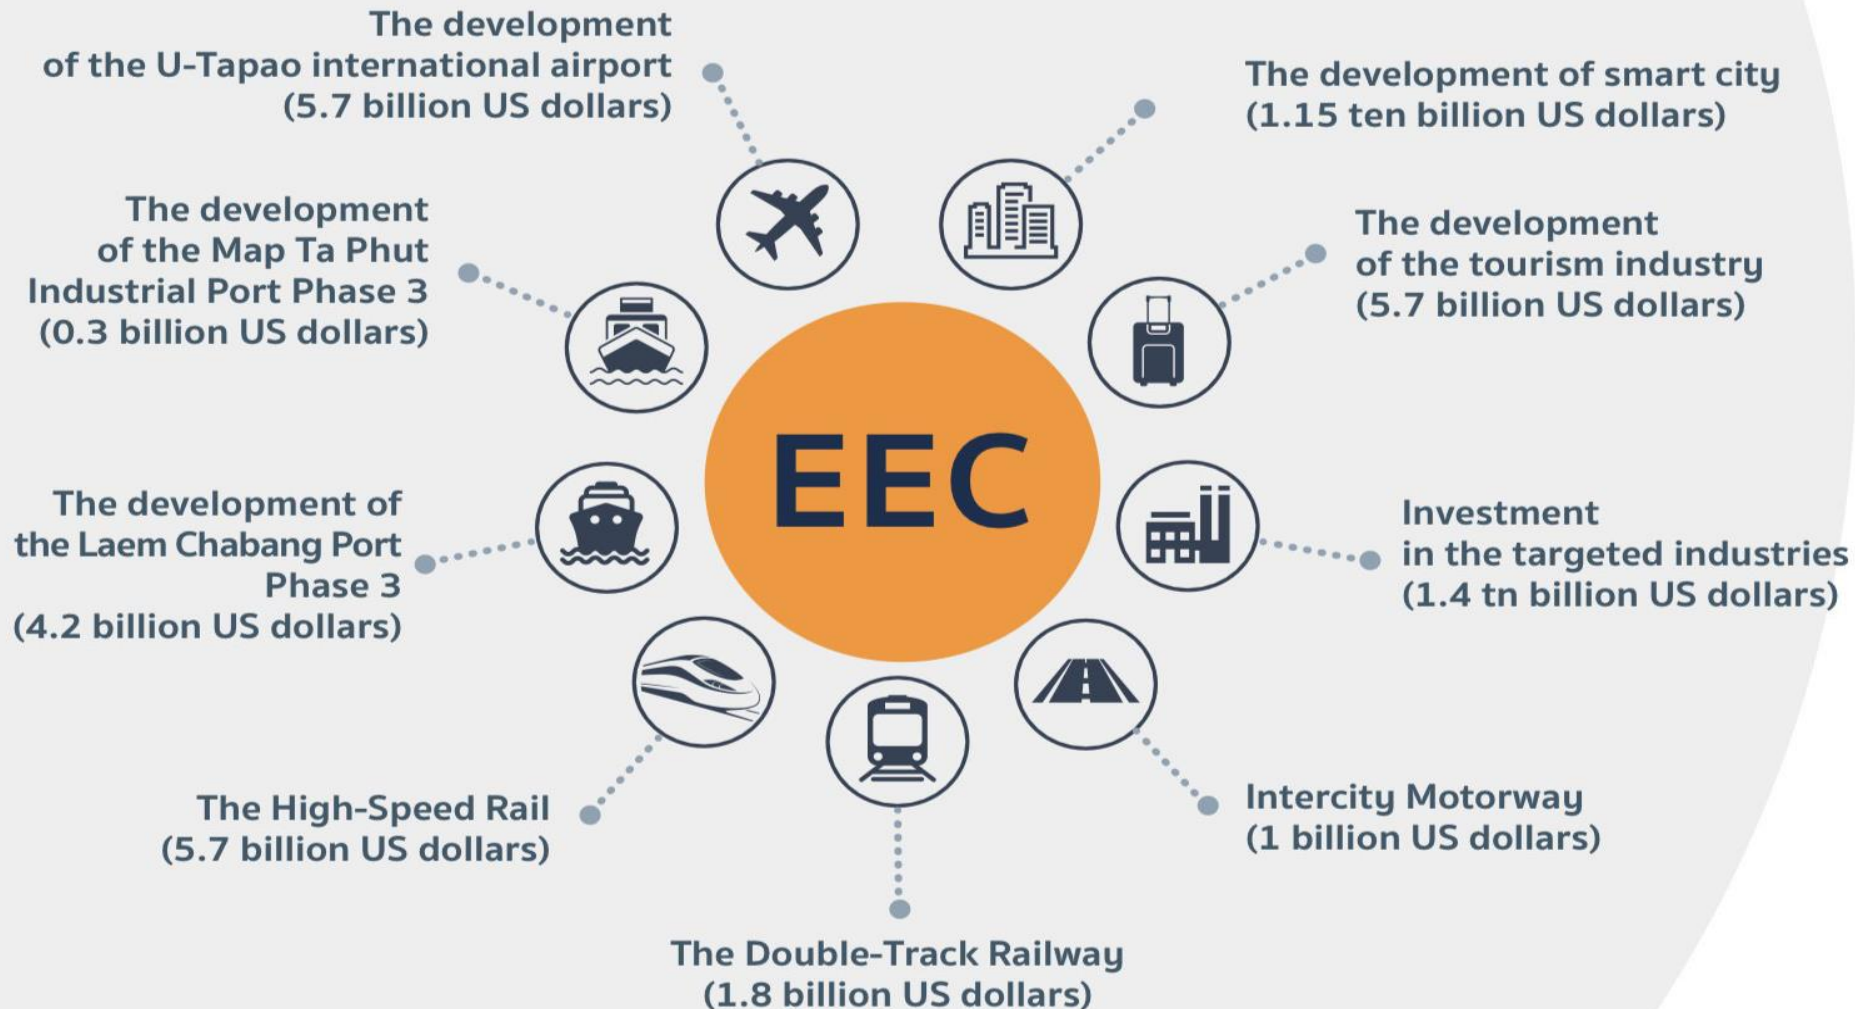 The development
of the U-Tapao international airport
(5.7 billion US dollars)
The development of smart city
(1.15 ten billion US dollars)
The development
of the Map Ta Phut
Industrial Port Phase 3
(0.3 billion US dollars)
The development
of the tourism industry
(5.7 billion US dollars)
EEC
The development of
the Laem Chabang Port
Phase 3
(4.2 billion US dollars)
Investment
in the targeted industries
(1.4 tn billion US dollars)
The High-Speed Rail
(5.7 billion US dollars)
Intercity Motorway
(1 billion US dollars)
The Double-Track Railway
(1.8 billion US dollars)